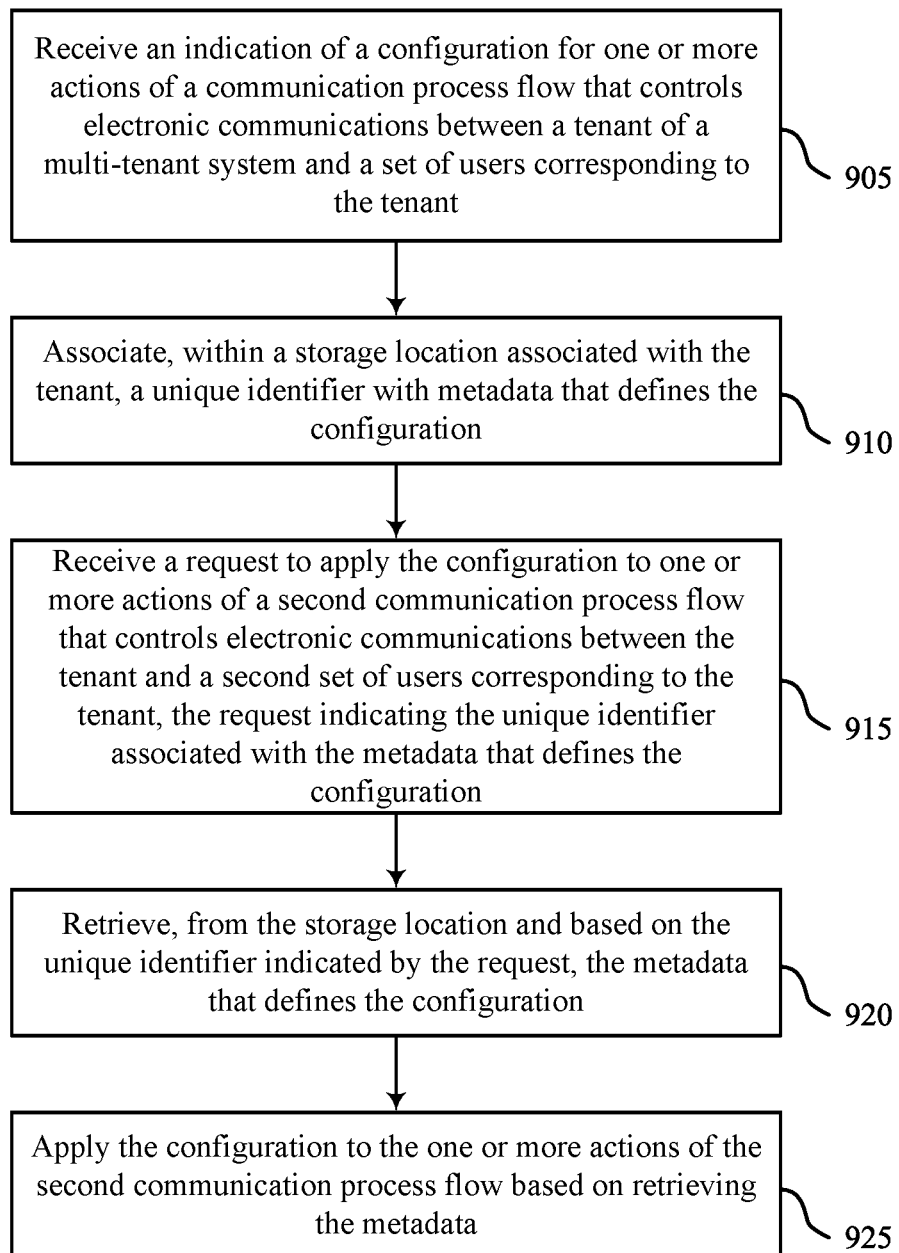 Receive an indication of a configuration for one or more
actions of a communication process flow that controls
electronic communications between a tenant of a
multi-tenant system and a set of users corresponding to
the tenant
905
Associate, within a storage location associated with the
tenant, a unique identifier with metadata that defines the
configuration
910
Receive a request to apply the configuration to one or
more actions of a second communication process flow
that controls electronic communications between the
tenant and a second set of users corresponding to the
tenant, the request indicating the unique identifier
associated with the metadata that defines the
configuration
915
Retrieve, from the storage location and based on the
unique identifier indicated by the request, the metadata
that defines the configuration
920
Apply the configuration to the one or more actions of the
second communication process flow based on retrieving
the metadata
925